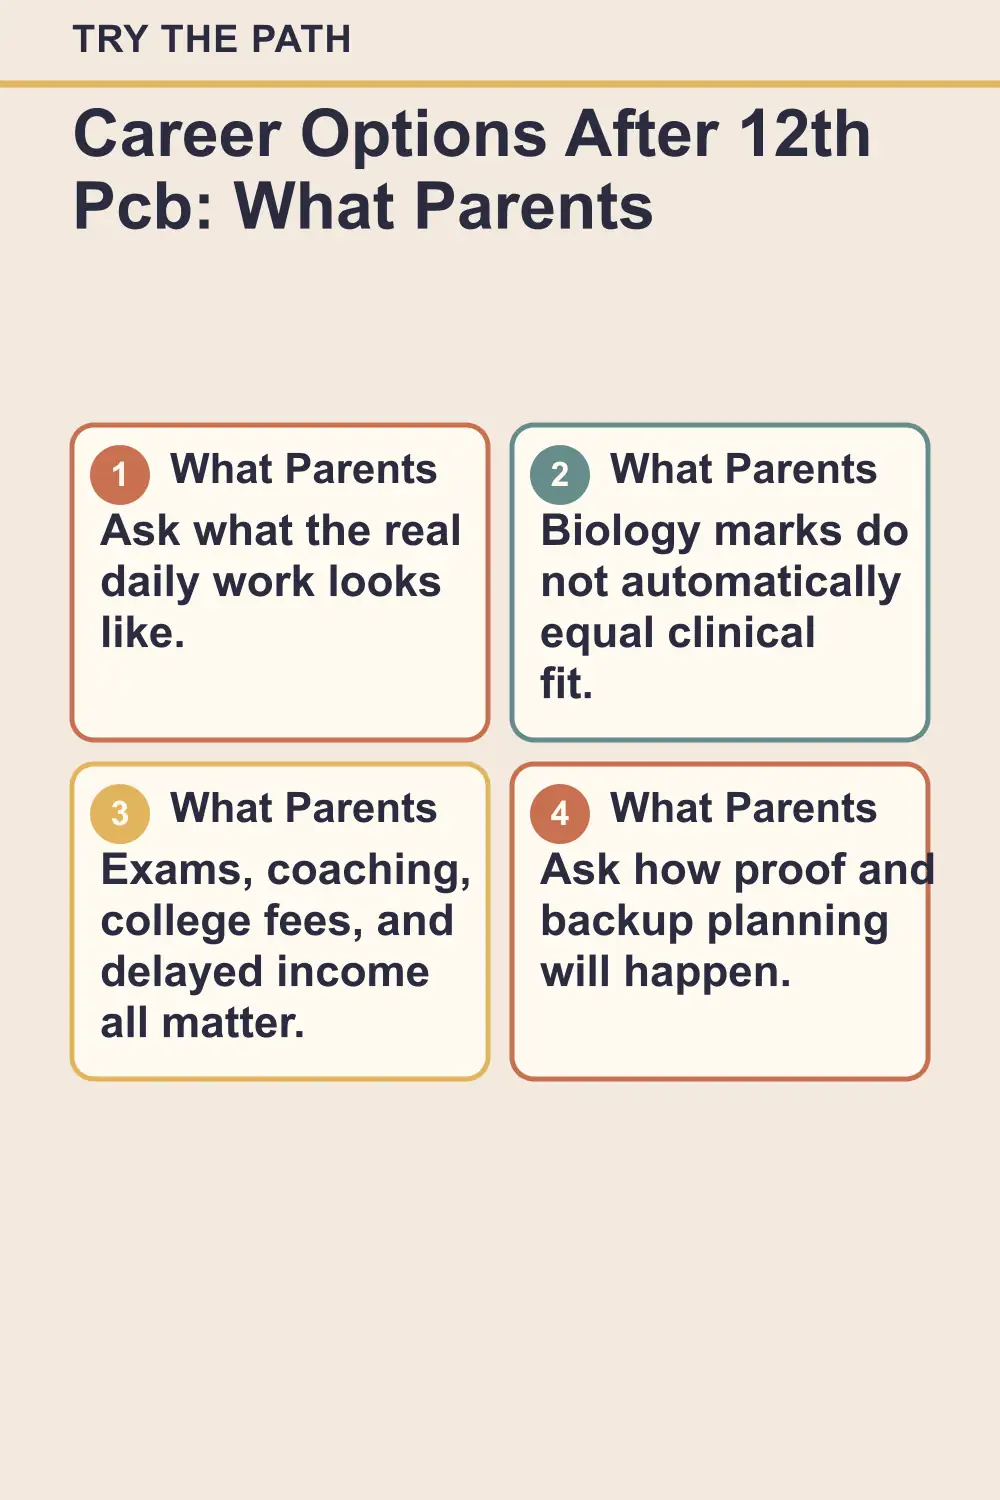 TRY THE PATH
Career Options After 12th
Pcb: What Parents
1 What Parents
Ask what the real
daily work looks
like.
2 What Parents
Biology marks do
not automatically
equal clinical
fit.
3 What Parents
Exams, coaching,
college fees, and
delayed income
all matter.
4 What Parents
Ask how proof and
backup planning
will happen.